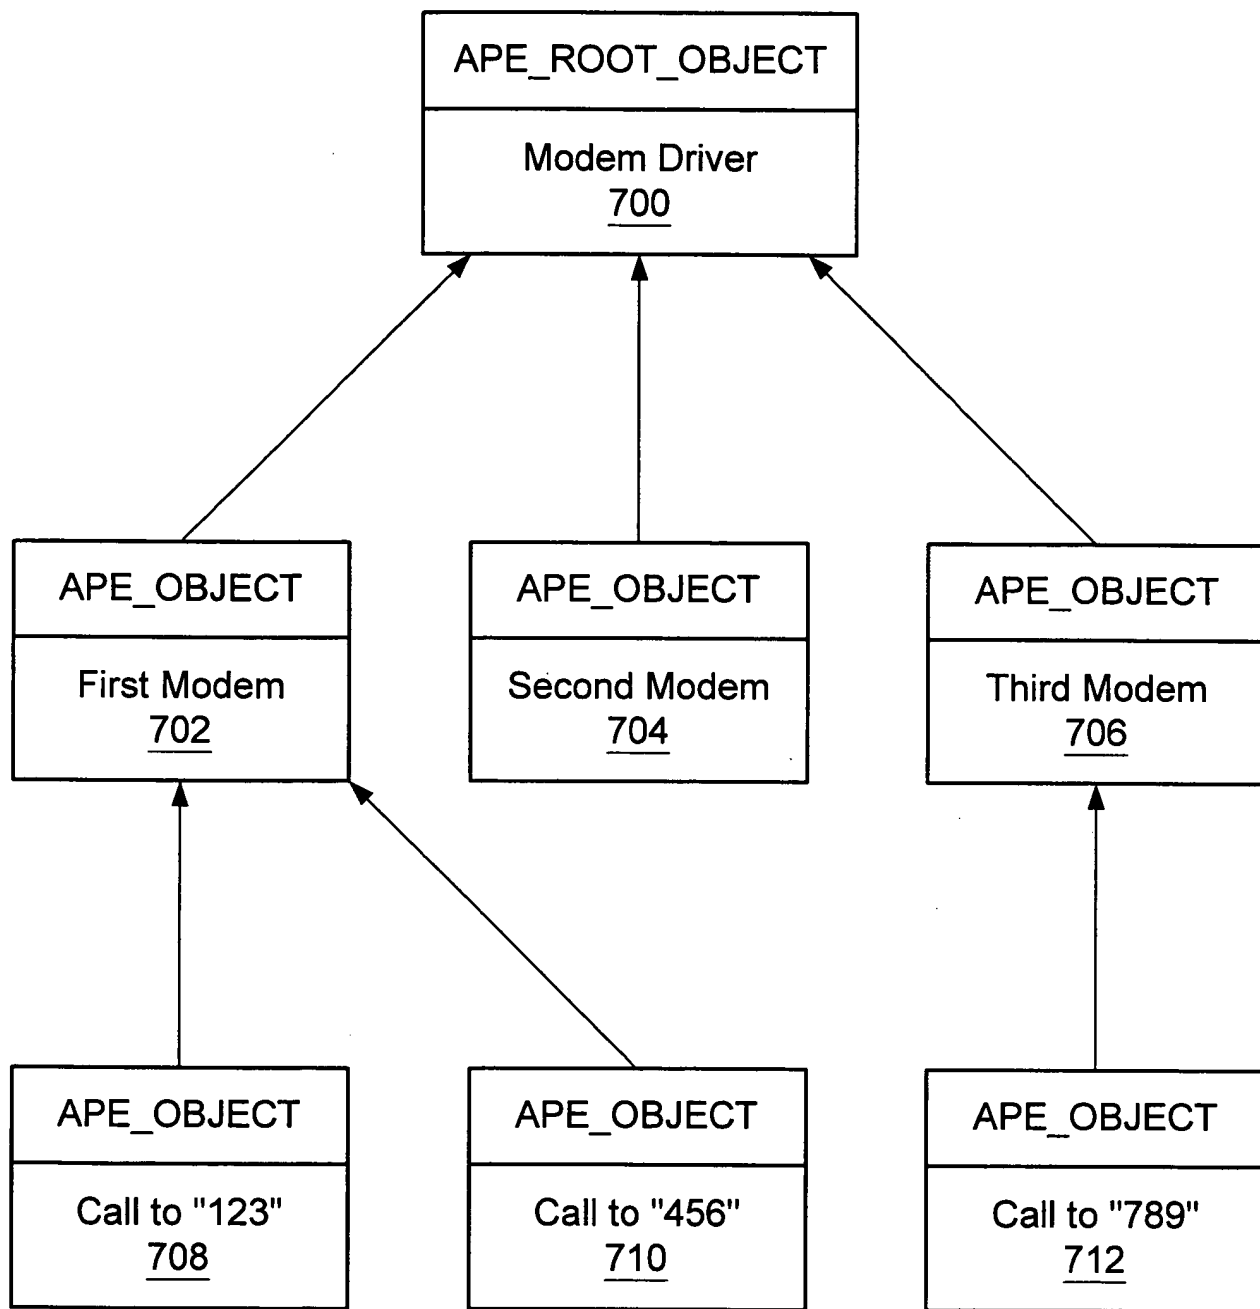 APE_ROOT_OBJECT
Modem Driver
700
APE_OBJECT
First Modem
702
APE_OBJECT
Second Modem
704
APE_OBJECT
Third Modem
706
APE_OBJECT
Call to "123"
708
APE_OBJECT
Call to "456"
710
APE_OBJECT
Call to "789"
712